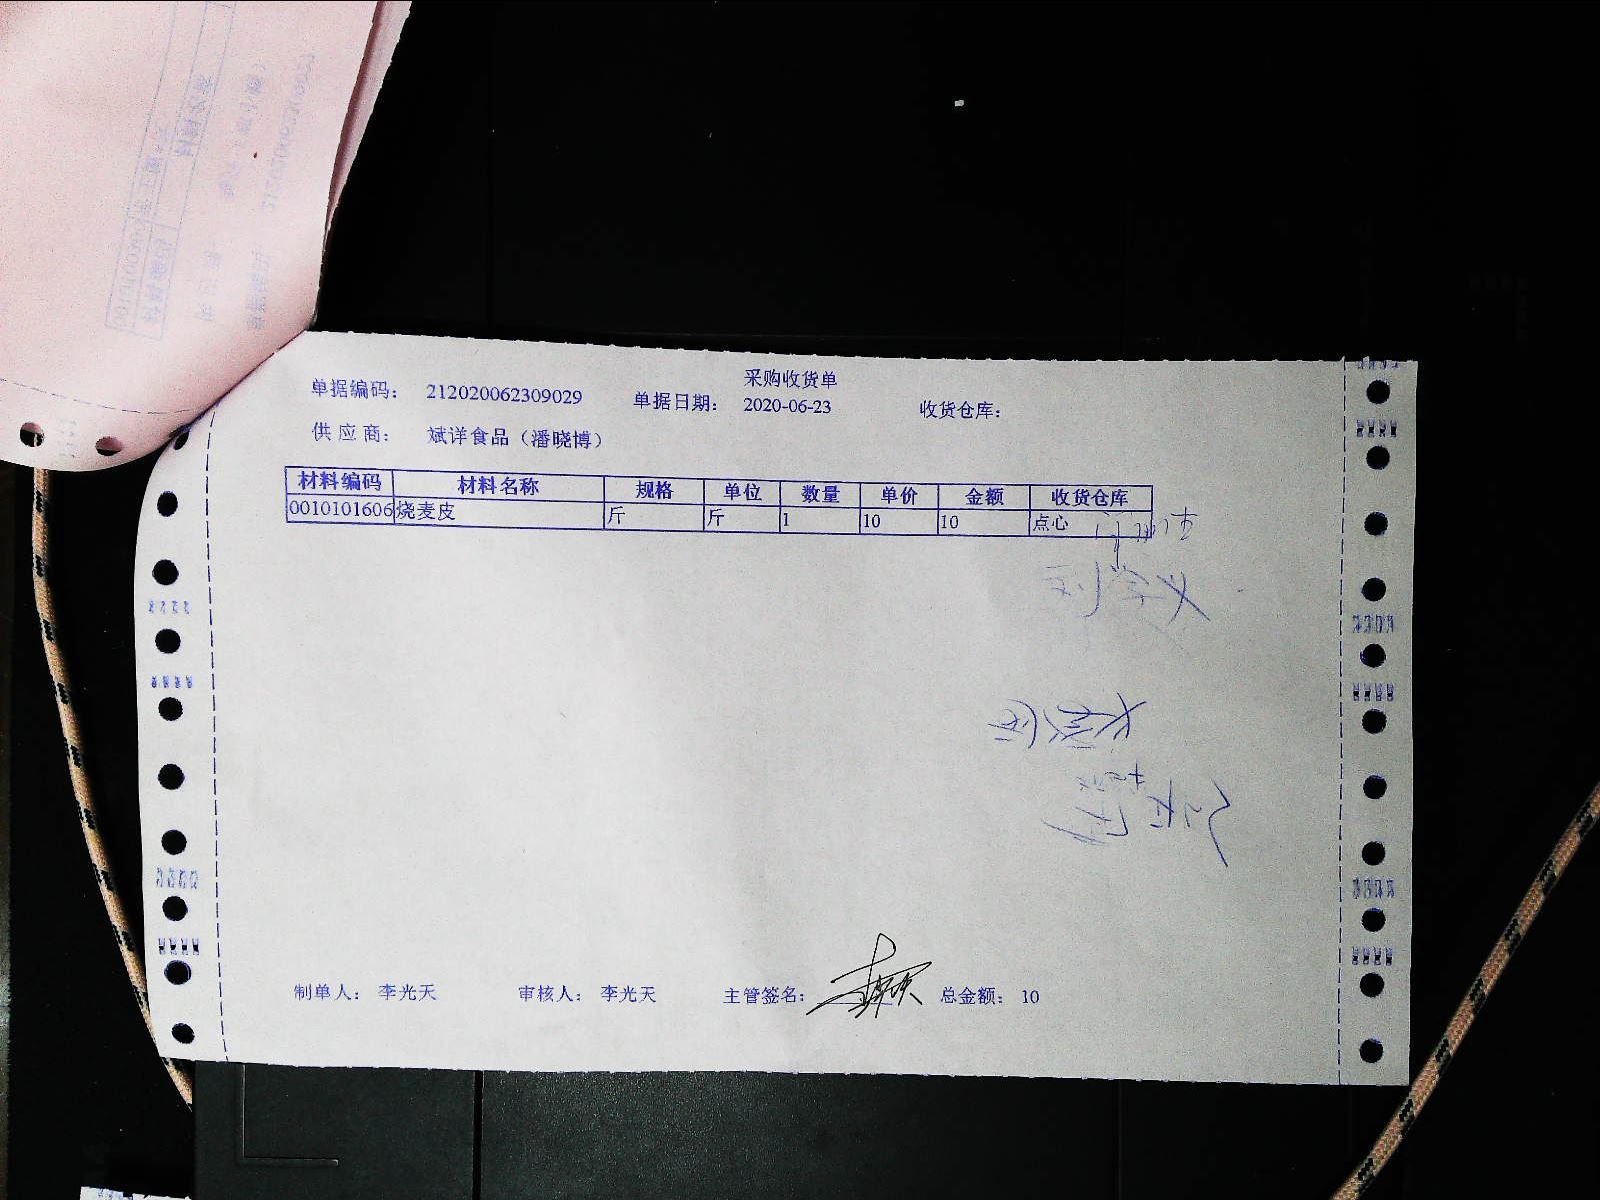 采购收货单
单据编码： 212020062309029 单据日期： 2020-06-23 收货仓库：
供应商： 斌洋食品（潘晓博）
材料编码 材料名称 规格 单位 数量 单价 金额 收货仓库
0010101606 烧麦皮 斤 斤 1 10 10 点心
制单人： 李光天 审核人： 李光天 主管签名： 总金额： 10